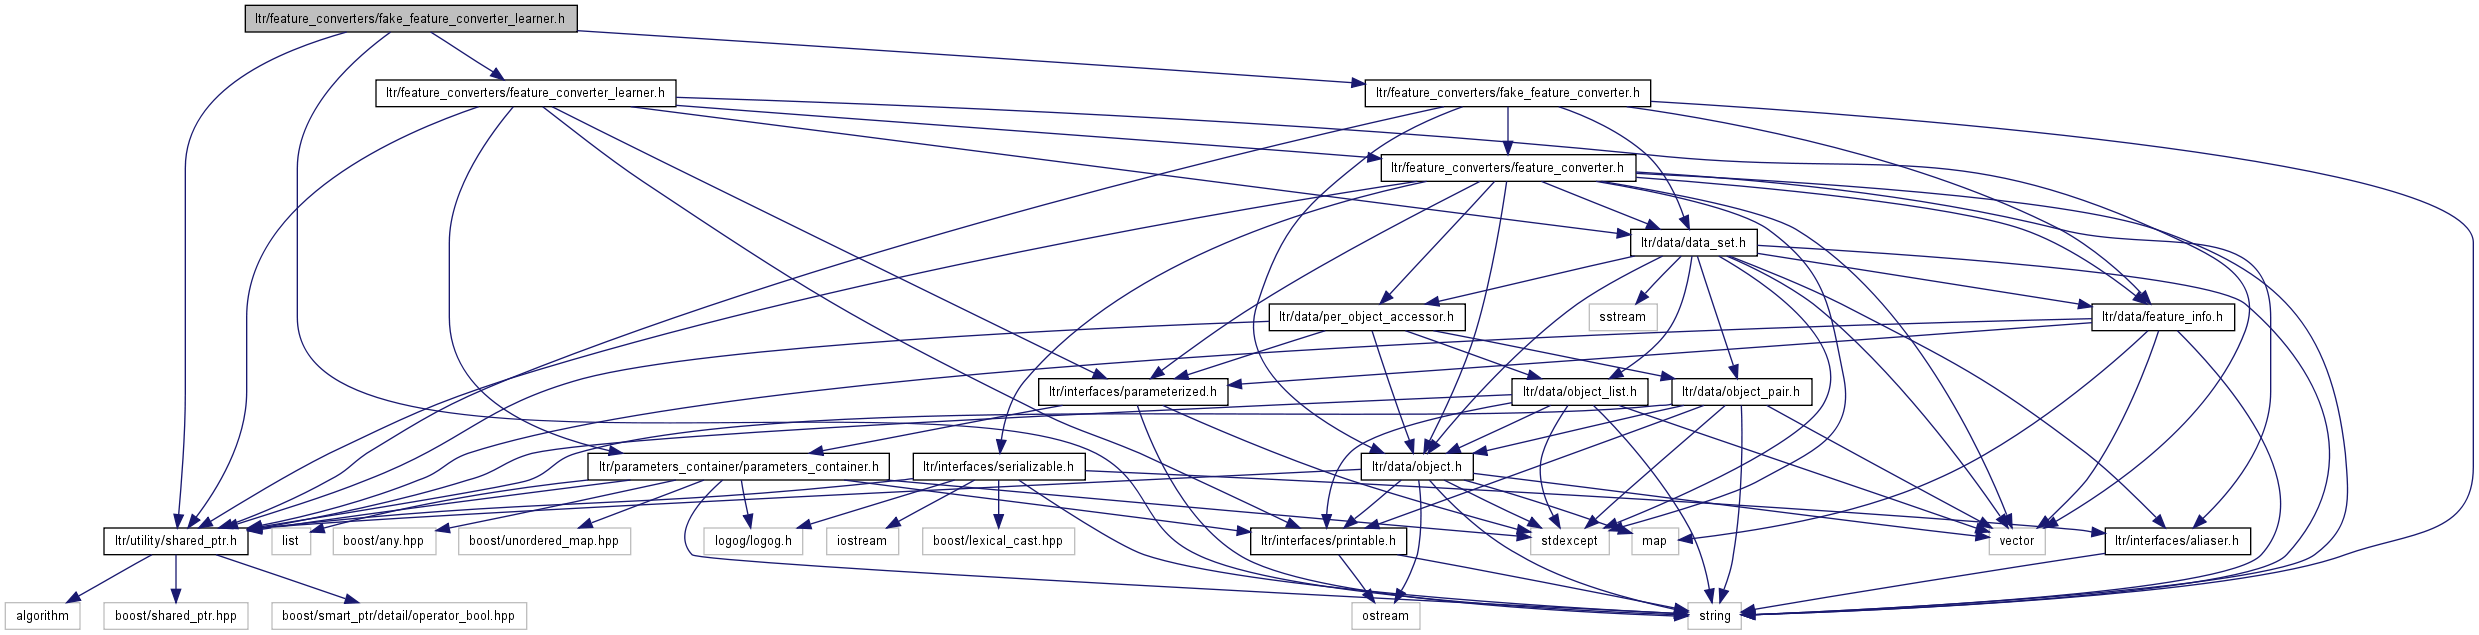 ltr/feature_converters/fake_feature_converter_learner.h
ltr/feature_converters/feature_converter_learner.h
ltr/feature_converters/fake_feature_converter.h
ltr/feature_converters/feature_converter.h
ltr/data/data_set.h
ltr/data/per_object_accessor.h
sstream
ltr/data/feature_info.h
ltr/interfaces/parameterized.h
ltr/data/object_list.h
ltr/data/object_pair.h
ltr/parameters_container/parameters_container.h
ltr/interfaces/serializable.h
ltr/data/object.h
ltr/utility/shared_ptr.h
list
boost/any.hpp
boost/unordered_map.hpp
logog/logog.h
iostream
boost/lexical_cast.hpp
ltr/interfaces/printable.h
stdexcept
map
vector
ltr/interfaces/aliaser.h
algorithm
boost/shared_ptr.hpp
boost/smart_ptr/detail/operator_bool.hpp
ostream
string